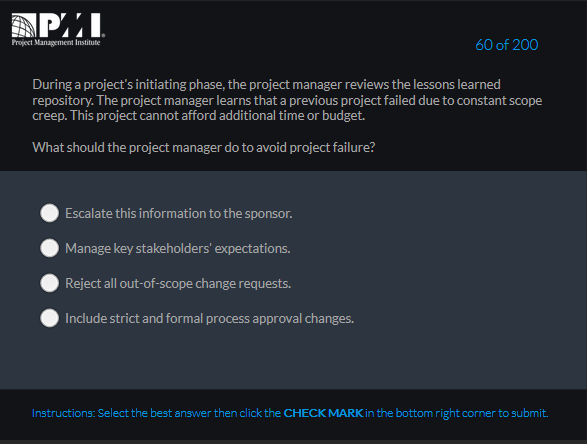 PMI.
Project Management Institute
60 of 200
During a project's initiating phase, the project manager reviews the lessons learned
repository. The project manager learns that a previous project failed due to constant scope
creep. This project cannot afford additional time or budget.
What should the project manager do to avoid project failure?
Escalate this information to the sponsor.
Manage key stakeholders' expectations.
Reject all out-of-scope change requests.
Include strict and formal process approval changes.
Instructions: Select the best answer then click the CHECK MARK in the bottom right corner to submit.